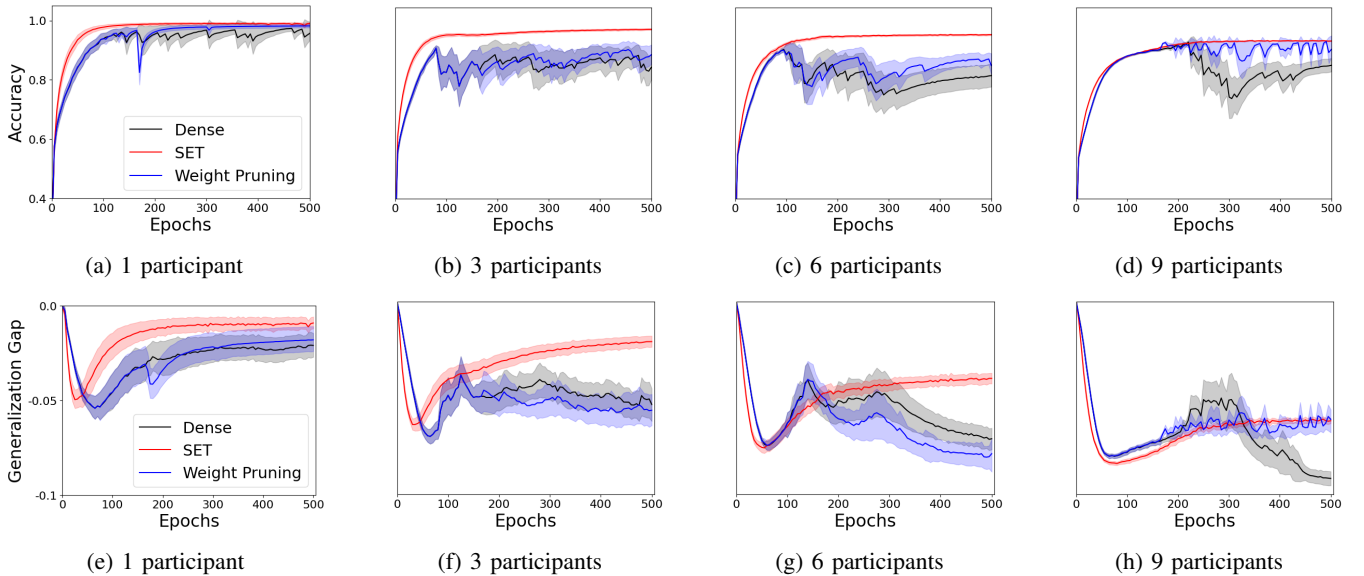 Accuracy
1.0
0.8
0.6
0.4
Dense
SET
Weight Pruning
0 100 200 300 400 500
Epochs
0 100 200 300 400 500
Epochs
0 100 200 300 400 500
Epochs
0 100 200 300 400 500
Epochs
(a) 1 participant
(b) 3 participants
(c) 6 participants
(d) 9 participants
Generalization Gap
0.0
-0.05
-0.1
Dense
SET
Weight Pruning
0 100 200 300 400 500
Epochs
0 100 200 300 400 500
Epochs
0 100 200 300 400 500
Epochs
0 100 200 300 400 500
Epochs
(e) 1 participant
(f) 3 participants
(g) 6 participants
(h) 9 participants